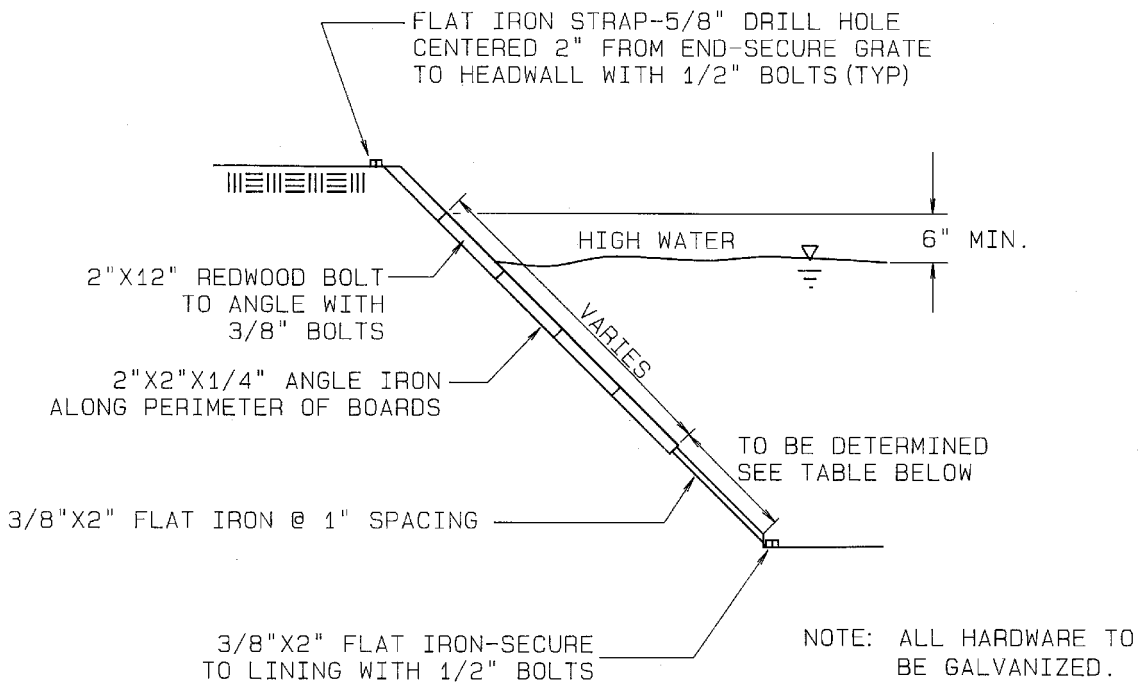 FLAT IRON STRAP-5/8" DRILL HOLE
CENTERED 2" FROM END-SECURE GRATE
TO HEADWALL WITH 1/2" BOLTS (TYP)
HIGH WATER
6" MIN.
2"X12" REDWOOD BOLT
TO ANGLE WITH
3/8" BOLTS
VARIES
2"X2"X1/4" ANGLE IRON
ALONG PERIMETER OF BOARDS
TO BE DETERMINED
SEE TABLE BELOW
3/8"X2" FLAT IRON @ 1" SPACING
3/8"X2" FLAT IRON-SECURE
TO LINING WITH 1/2" BOLTS
NOTE: ALL HARDWARE TO
BE GALVANIZED.